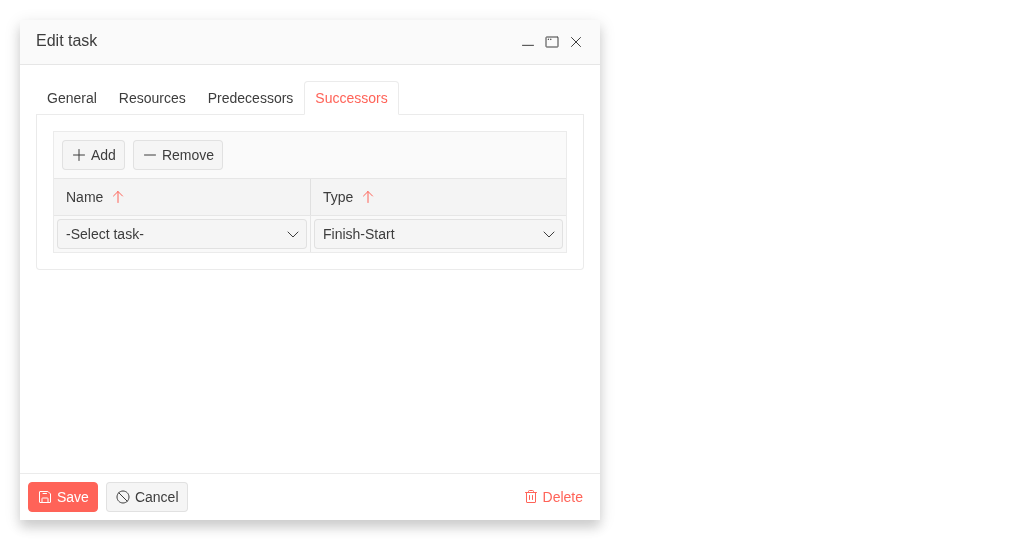 Edit task
General Resources Predecessors Successors
Add Remove
Name Type
-Select task- Finish-Start
Save Cancel Delete